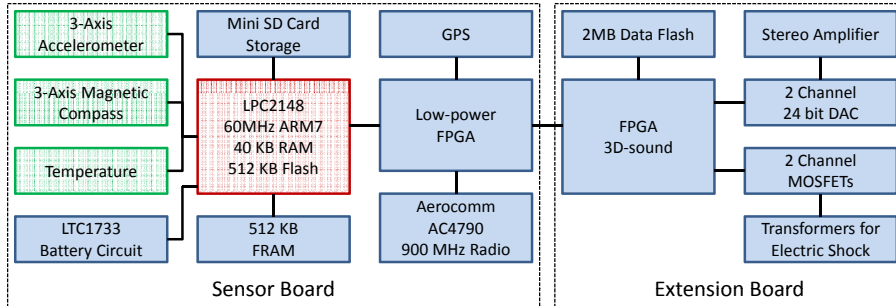 3-Axis
Accelerometer
3-Axis Magnetic
Compass
Temperature
LTC1733
Battery Circuit
Mini SD Card
Storage
LPC2148
60MHz ARM7
40 KB RAM
512 KB Flash
512 KB
FRAM
GPS
Low-power
FPGA
Aerocomm
AC4790
900 MHz Radio
Sensor Board
2MB Data Flash
FPGA
3D-sound
Stereo Amplifier
2 Channel
24 bit DAC
2 Channel
MOSFETs
Transformers for
Electric Shock
Extension Board